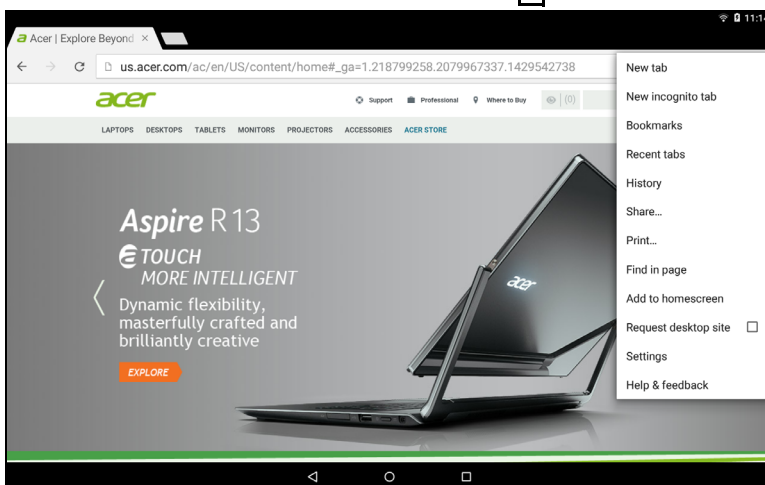 11:14
a Acer | Explore Beyond ×
us.acer.com/ac/en/US/content/home#_ga=1.218799258.2079967337.1429542738
acer
Support Professional Where to Buy (0)
LAPTOPS DESKTOPS TABLETS MONITORS PROJECTORS ACCESSORIES ACER STORE
Aspire R 13
TOUCH
MORE INTELLIGENT
Dynamic flexibility,
masterfully crafted and
brilliantly creative
EXPLORE
acer
New tab
New incognito tab
Bookmarks
Recent tabs
History
Share...
Print...
Find in page
Add to homescreen
Request desktop site
Settings
Help & feedback